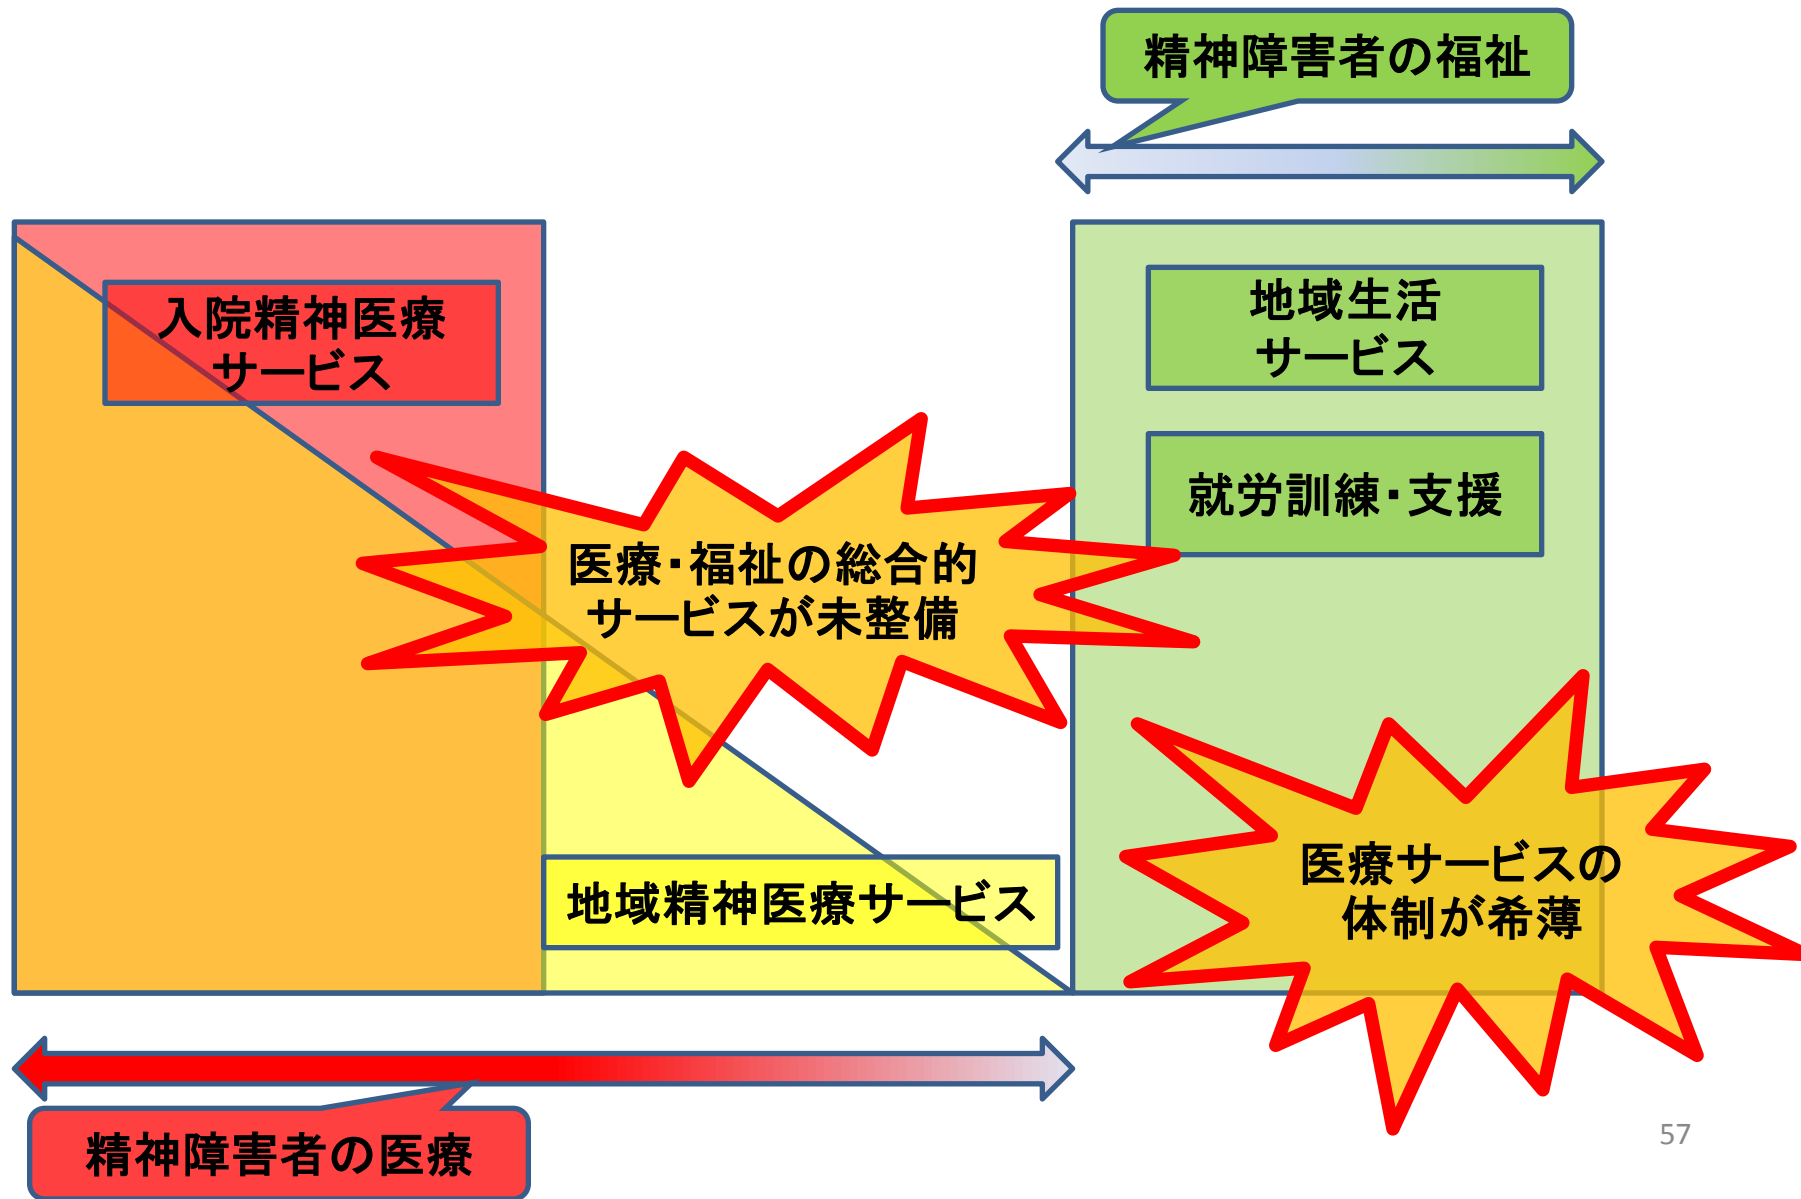 精神障害者の福祉
入院精神医療
サービス
地域生活
サービス
就労訓練・支援
医療・福祉の総合的
サービスが未整備
医療サービスの
体制が希薄
地域精神医療サービス
精神障害者の医療
57